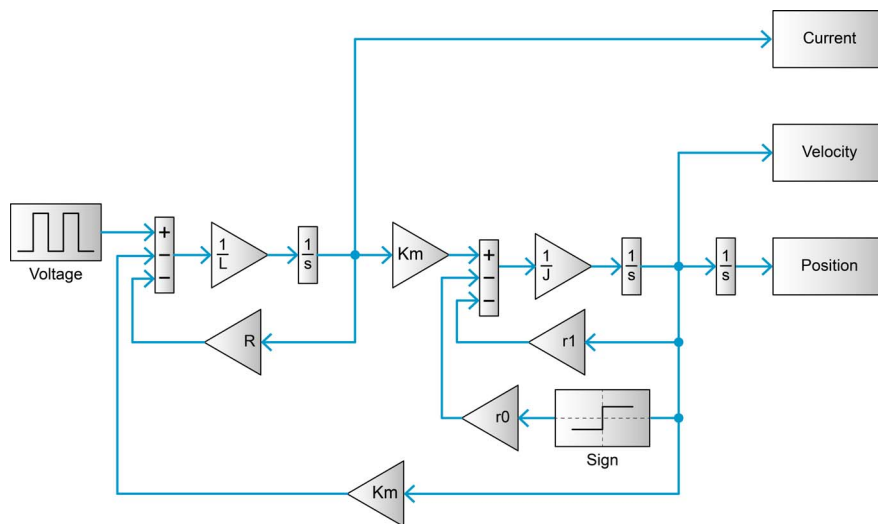 Current
Velocity
Voltage
+
−
−
1
L
1
s
Km
+
−
−
1
J
1
s
1
s
Position
R
r1
r0
Sign
Km